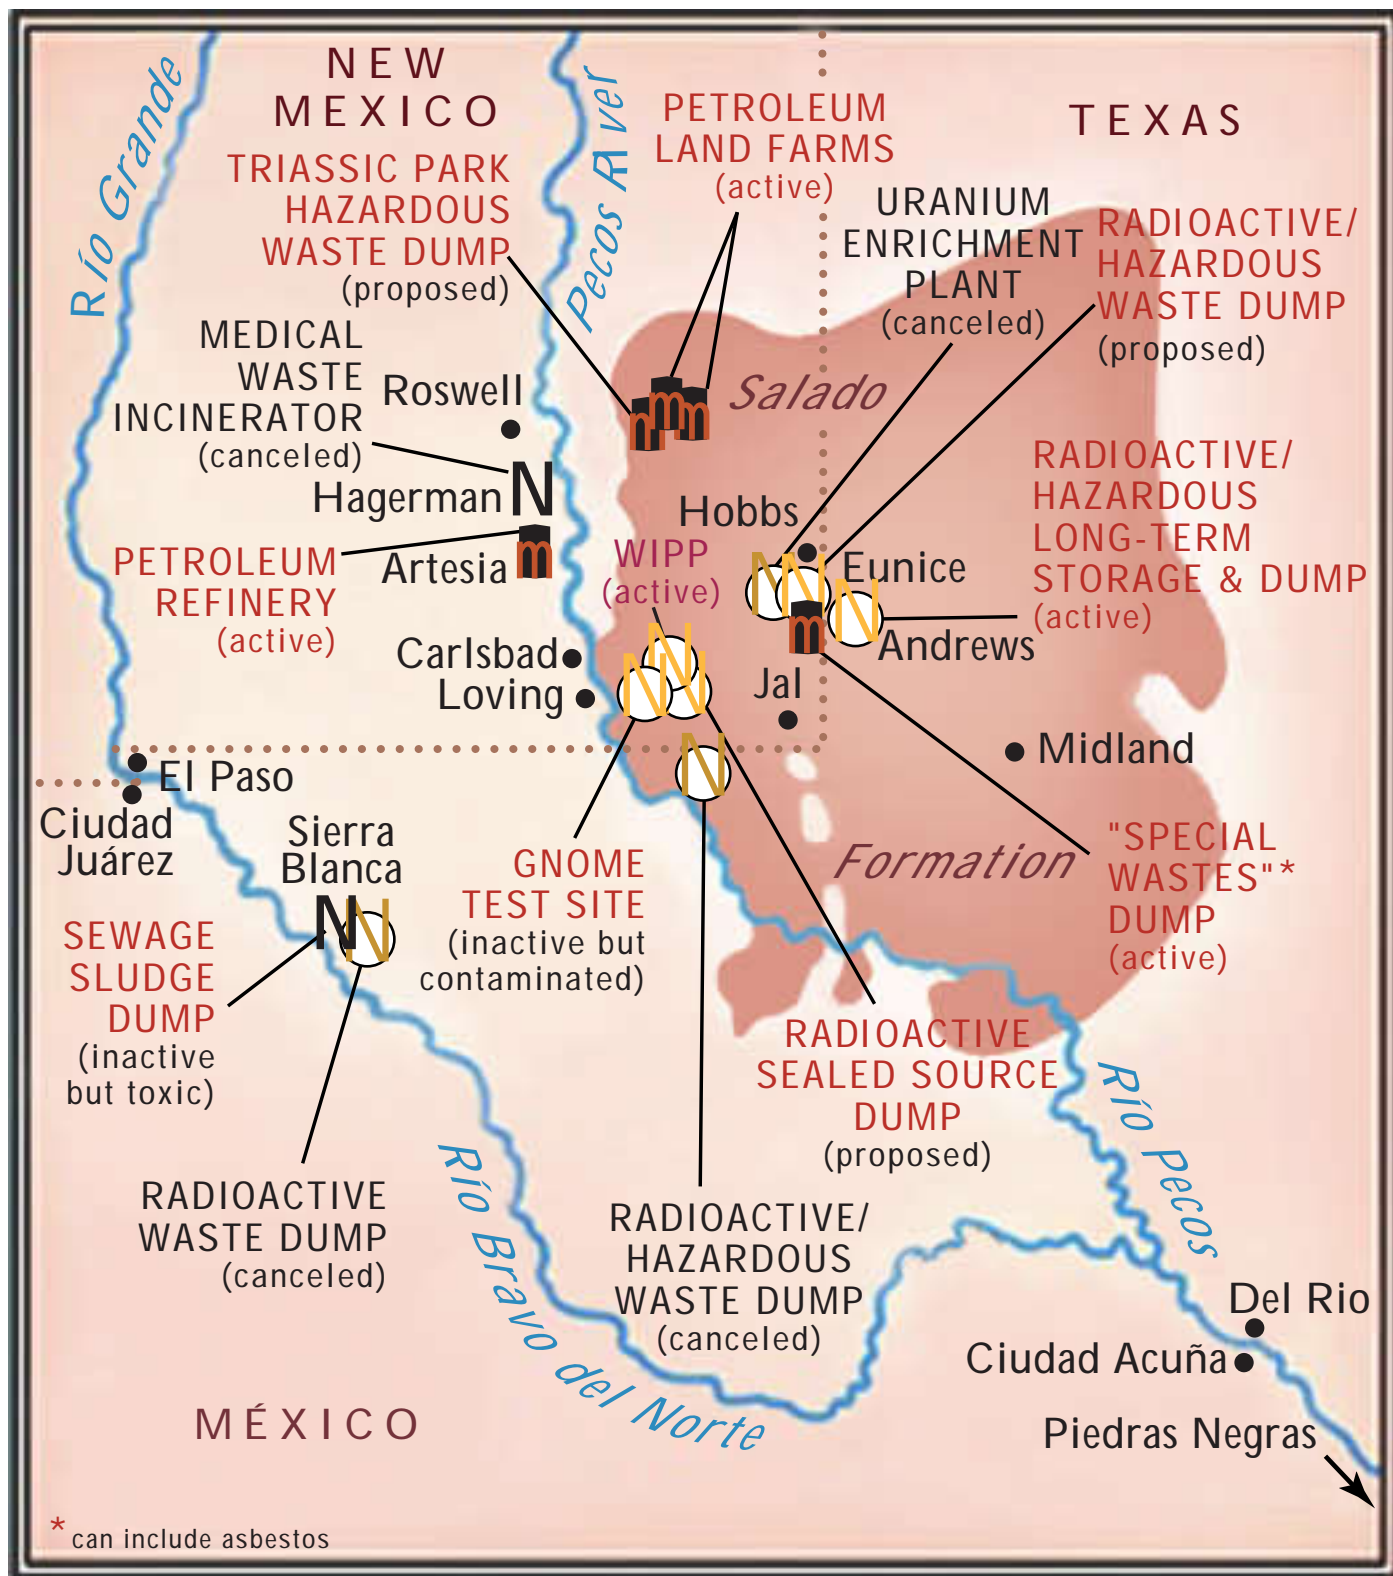 NEW
MEXICO
TEXAS
Río Grande
Pecos River
PETROLEUM
LAND FARMS
(active)
TRIASSIC PARK
HAZARDOUS
WASTE DUMP
(proposed)
URANIUM
ENRICHMENT
PLANT
(canceled)
RADIOACTIVE/
HAZARDOUS
WASTE DUMP
(proposed)
MEDICAL
WASTE
INCINERATOR
(canceled)
Roswell
Salado
Hagerman
N
RADIOACTIVE/
HAZARDOUS
LONG-TERM
STORAGE & DUMP
(active)
PETROLEUM
REFINERY
(active)
Artesia
m
m
m
m
Hobbs
WIPP
(active)
Eunice
N
N
N
m
Andrews
Carlsbad
Loving
N
N
N
Jal
Midland
N
El Paso
Ciudad
Juárez
Sierra
Blanca
N
N
GNOME
TEST SITE
(inactive but
contaminated)
Formation
"SPECIAL
WASTES"*
DUMP
(active)
SEWAGE
SLUDGE
DUMP
(inactive
but toxic)
RADIOACTIVE
SEALED SOURCE
DUMP
(proposed)
Río Pecos
RADIOACTIVE
WASTE DUMP
(canceled)
RADIOACTIVE/
HAZARDOUS
WASTE DUMP
(canceled)
Río Bravo del Norte
Del Rio
Ciudad Acuña
Piedras Negras
MÉXICO
* can include asbestos